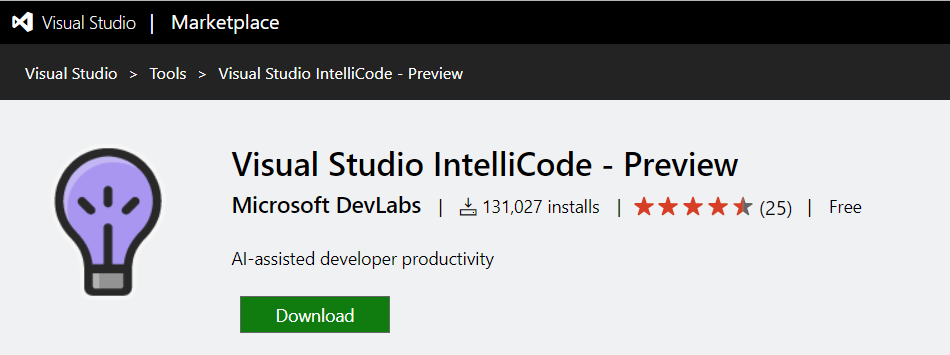 Visual Studio | Marketplace
Visual Studio > Tools > Visual Studio IntelliCode - Preview
Visual Studio IntelliCode - Preview
Microsoft DevLabs | 131,027 installs | (25) | Free
AI-assisted developer productivity
Download